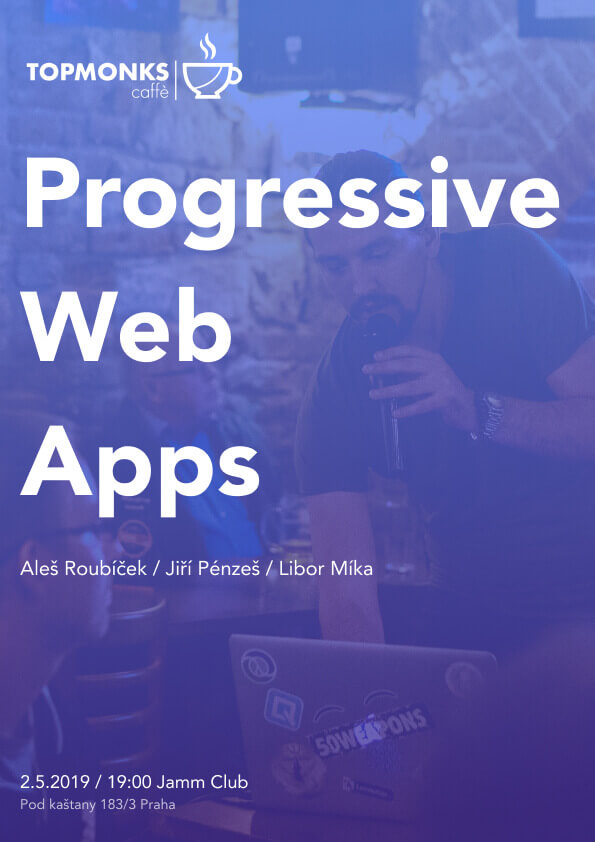 TOPMONKS
caffè
Progressive
Web
Apps
Aleš Roubíček / Jiří Pénzeš / Libor Míka
50WEAPONS
2.5.2019 / 19:00 Jamm Club
Pod kaštany 183/3 Praha